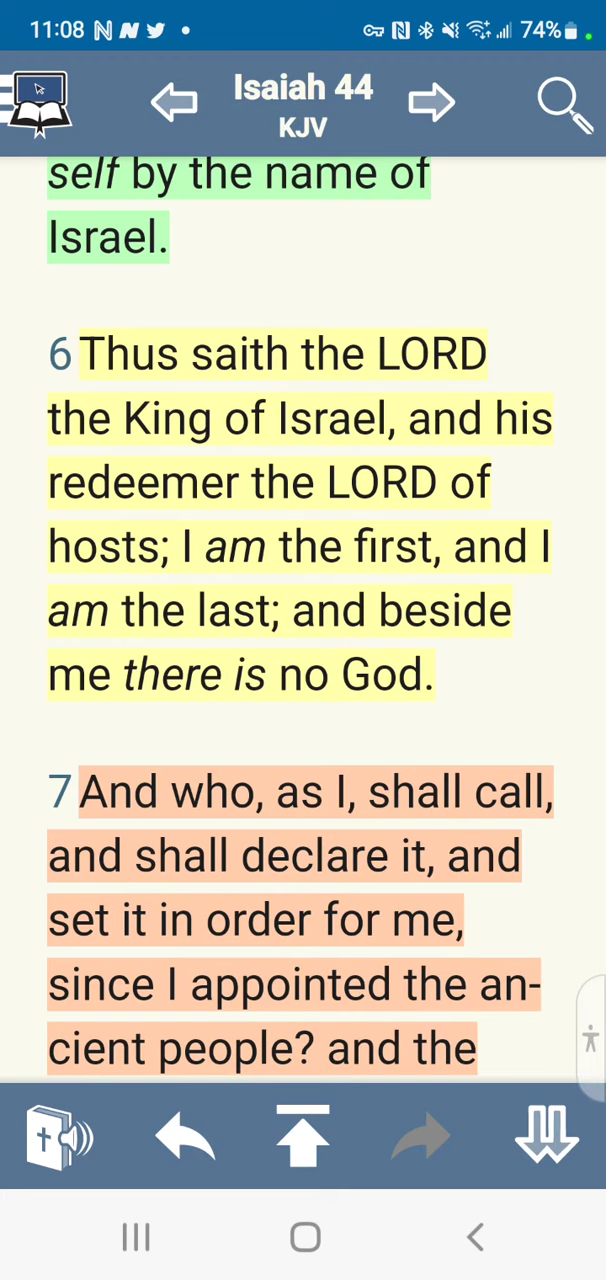 11:08 74%
Isaiah 44
KJV
self by the name of
Israel.
6 Thus saith the LORD
the King of Israel, and his
redeemer the LORD of
hosts; I am the first, and I
am the last; and beside
me there is no God.
7 And who, as I, shall call,
and shall declare it, and
set it in order for me,
since I appointed the an-
cient people? and the